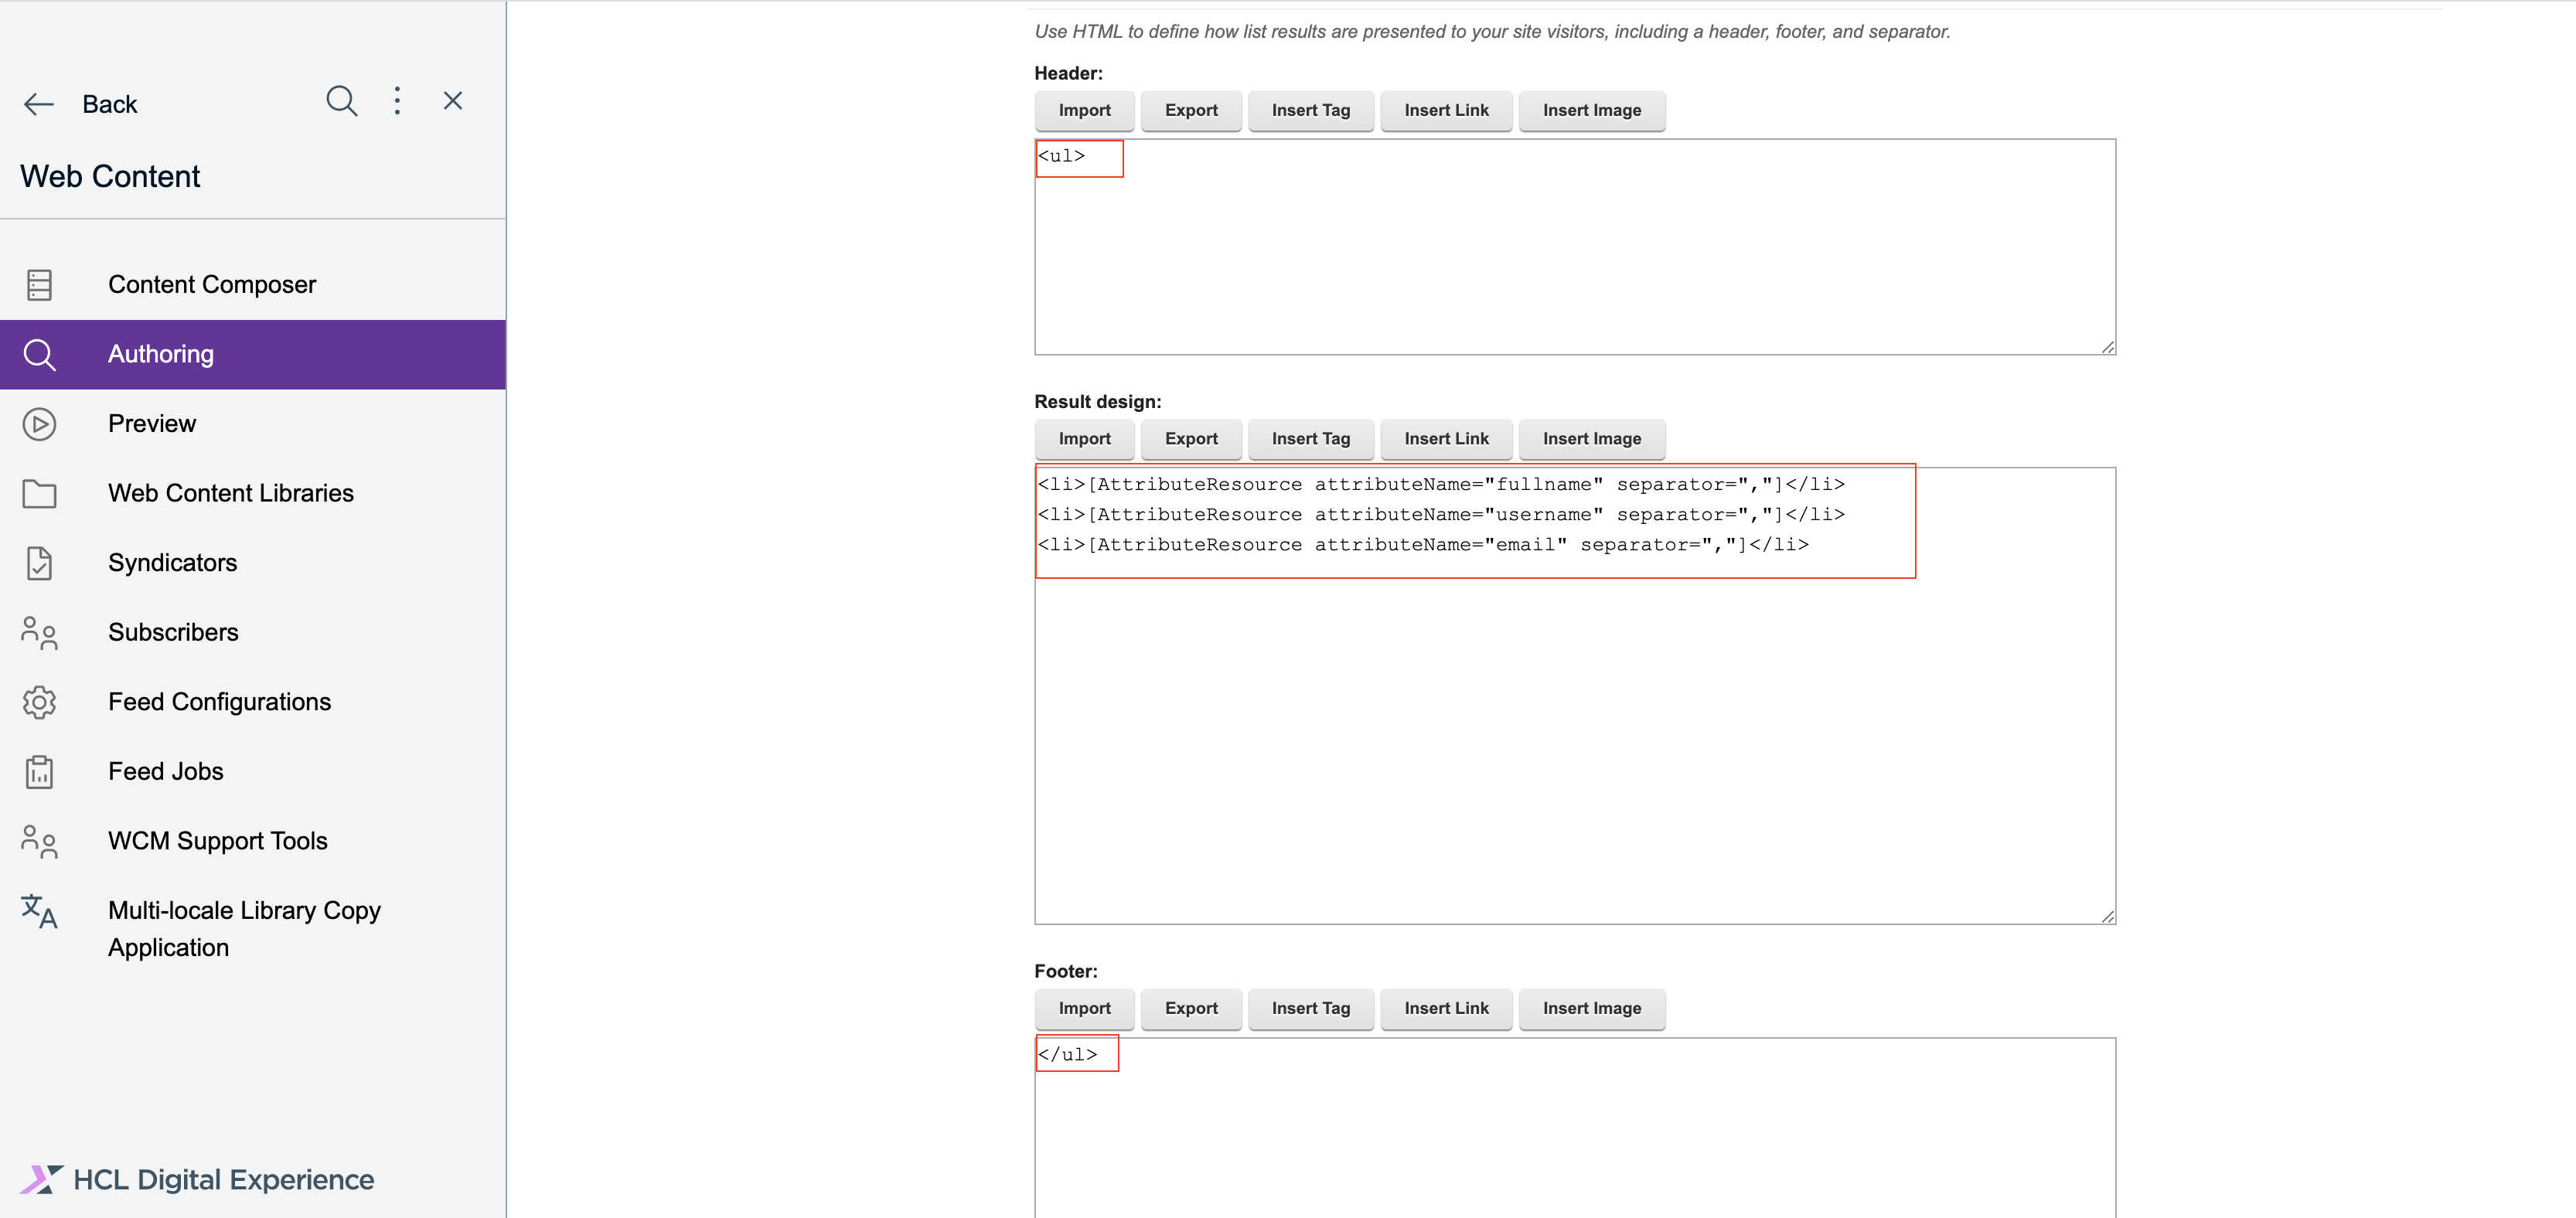 Back
Web Content
Content Composer
Authoring
Preview
Web Content Libraries
Syndicators
Subscribers
Feed Configurations
Feed Jobs
WCM Support Tools
Multi-locale Library Copy
Application
HCL Digital Experience
Use HTML to define how list results are presented to your site visitors, including a header, footer, and separator.
Header:
Import Export Insert Tag Insert Link Insert Image
<ul>
Result design:
Import Export Insert Tag Insert Link Insert Image
<li>[AttributeResource attributeName="fullname" separator=","]</li>
<li>[AttributeResource attributeName="username" separator=","]</li>
<li>[AttributeResource attributeName="email" separator=","]</li>
Footer:
Import Export Insert Tag Insert Link Insert Image
</ul>